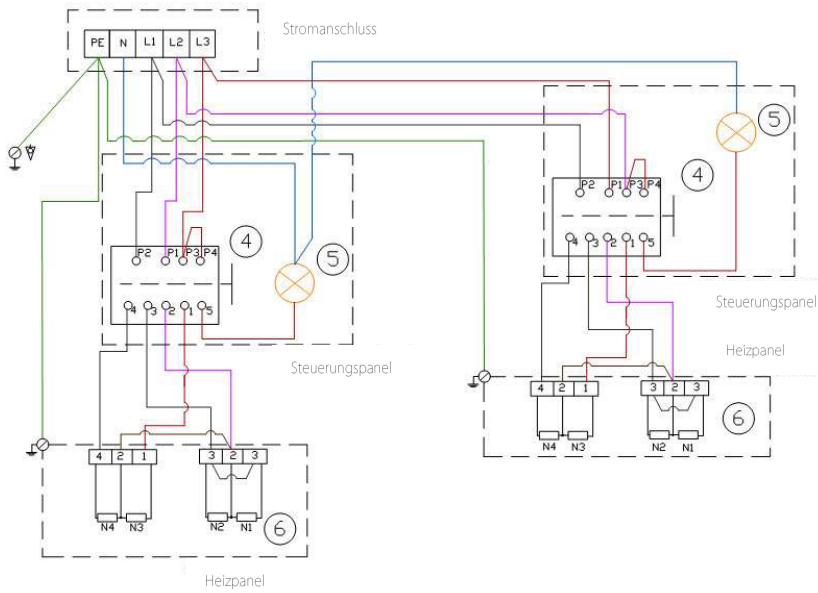 Stromanschluss
PE N L1 L2 L3
5
P2 P1 P3 P4
4
4 3 2 1 5
P2 P1 P3 P4
4
5
4 3 2 1 5
Steuerungspanel
Steuerungspanel
Heizpanel
4 2 1 3 2 3
N4 N3 N2 N1
6
4 2 1 3 2 3
N4 N3 N2 N1
6
Heizpanel